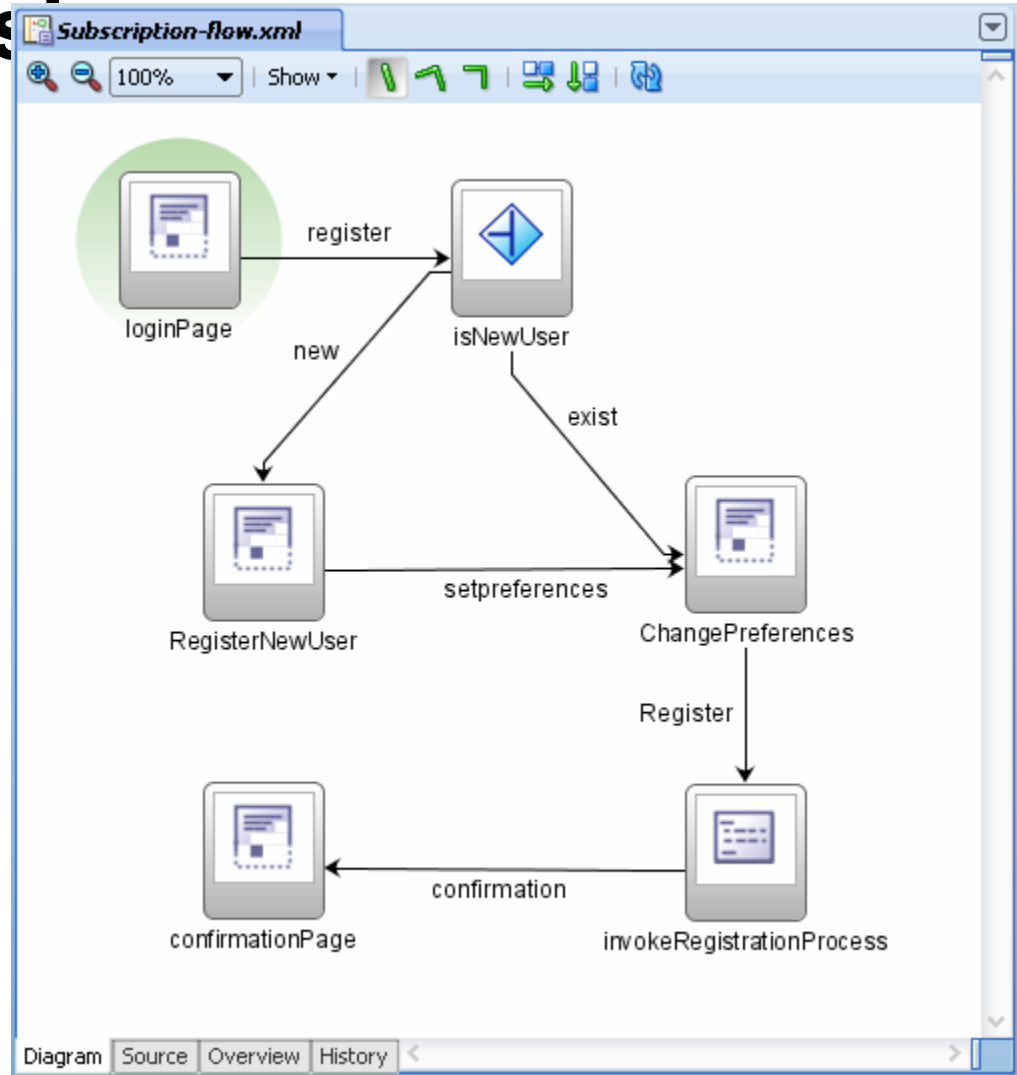 s
Subscription-flow.xml
100% Show
register
loginPage
isNewUser
new
exist
setpreferences
RegisterNewUser
ChangePreferences
Register
confirmation
confirmationPage
invokeRegistrationProcess
Diagram Source Overview History